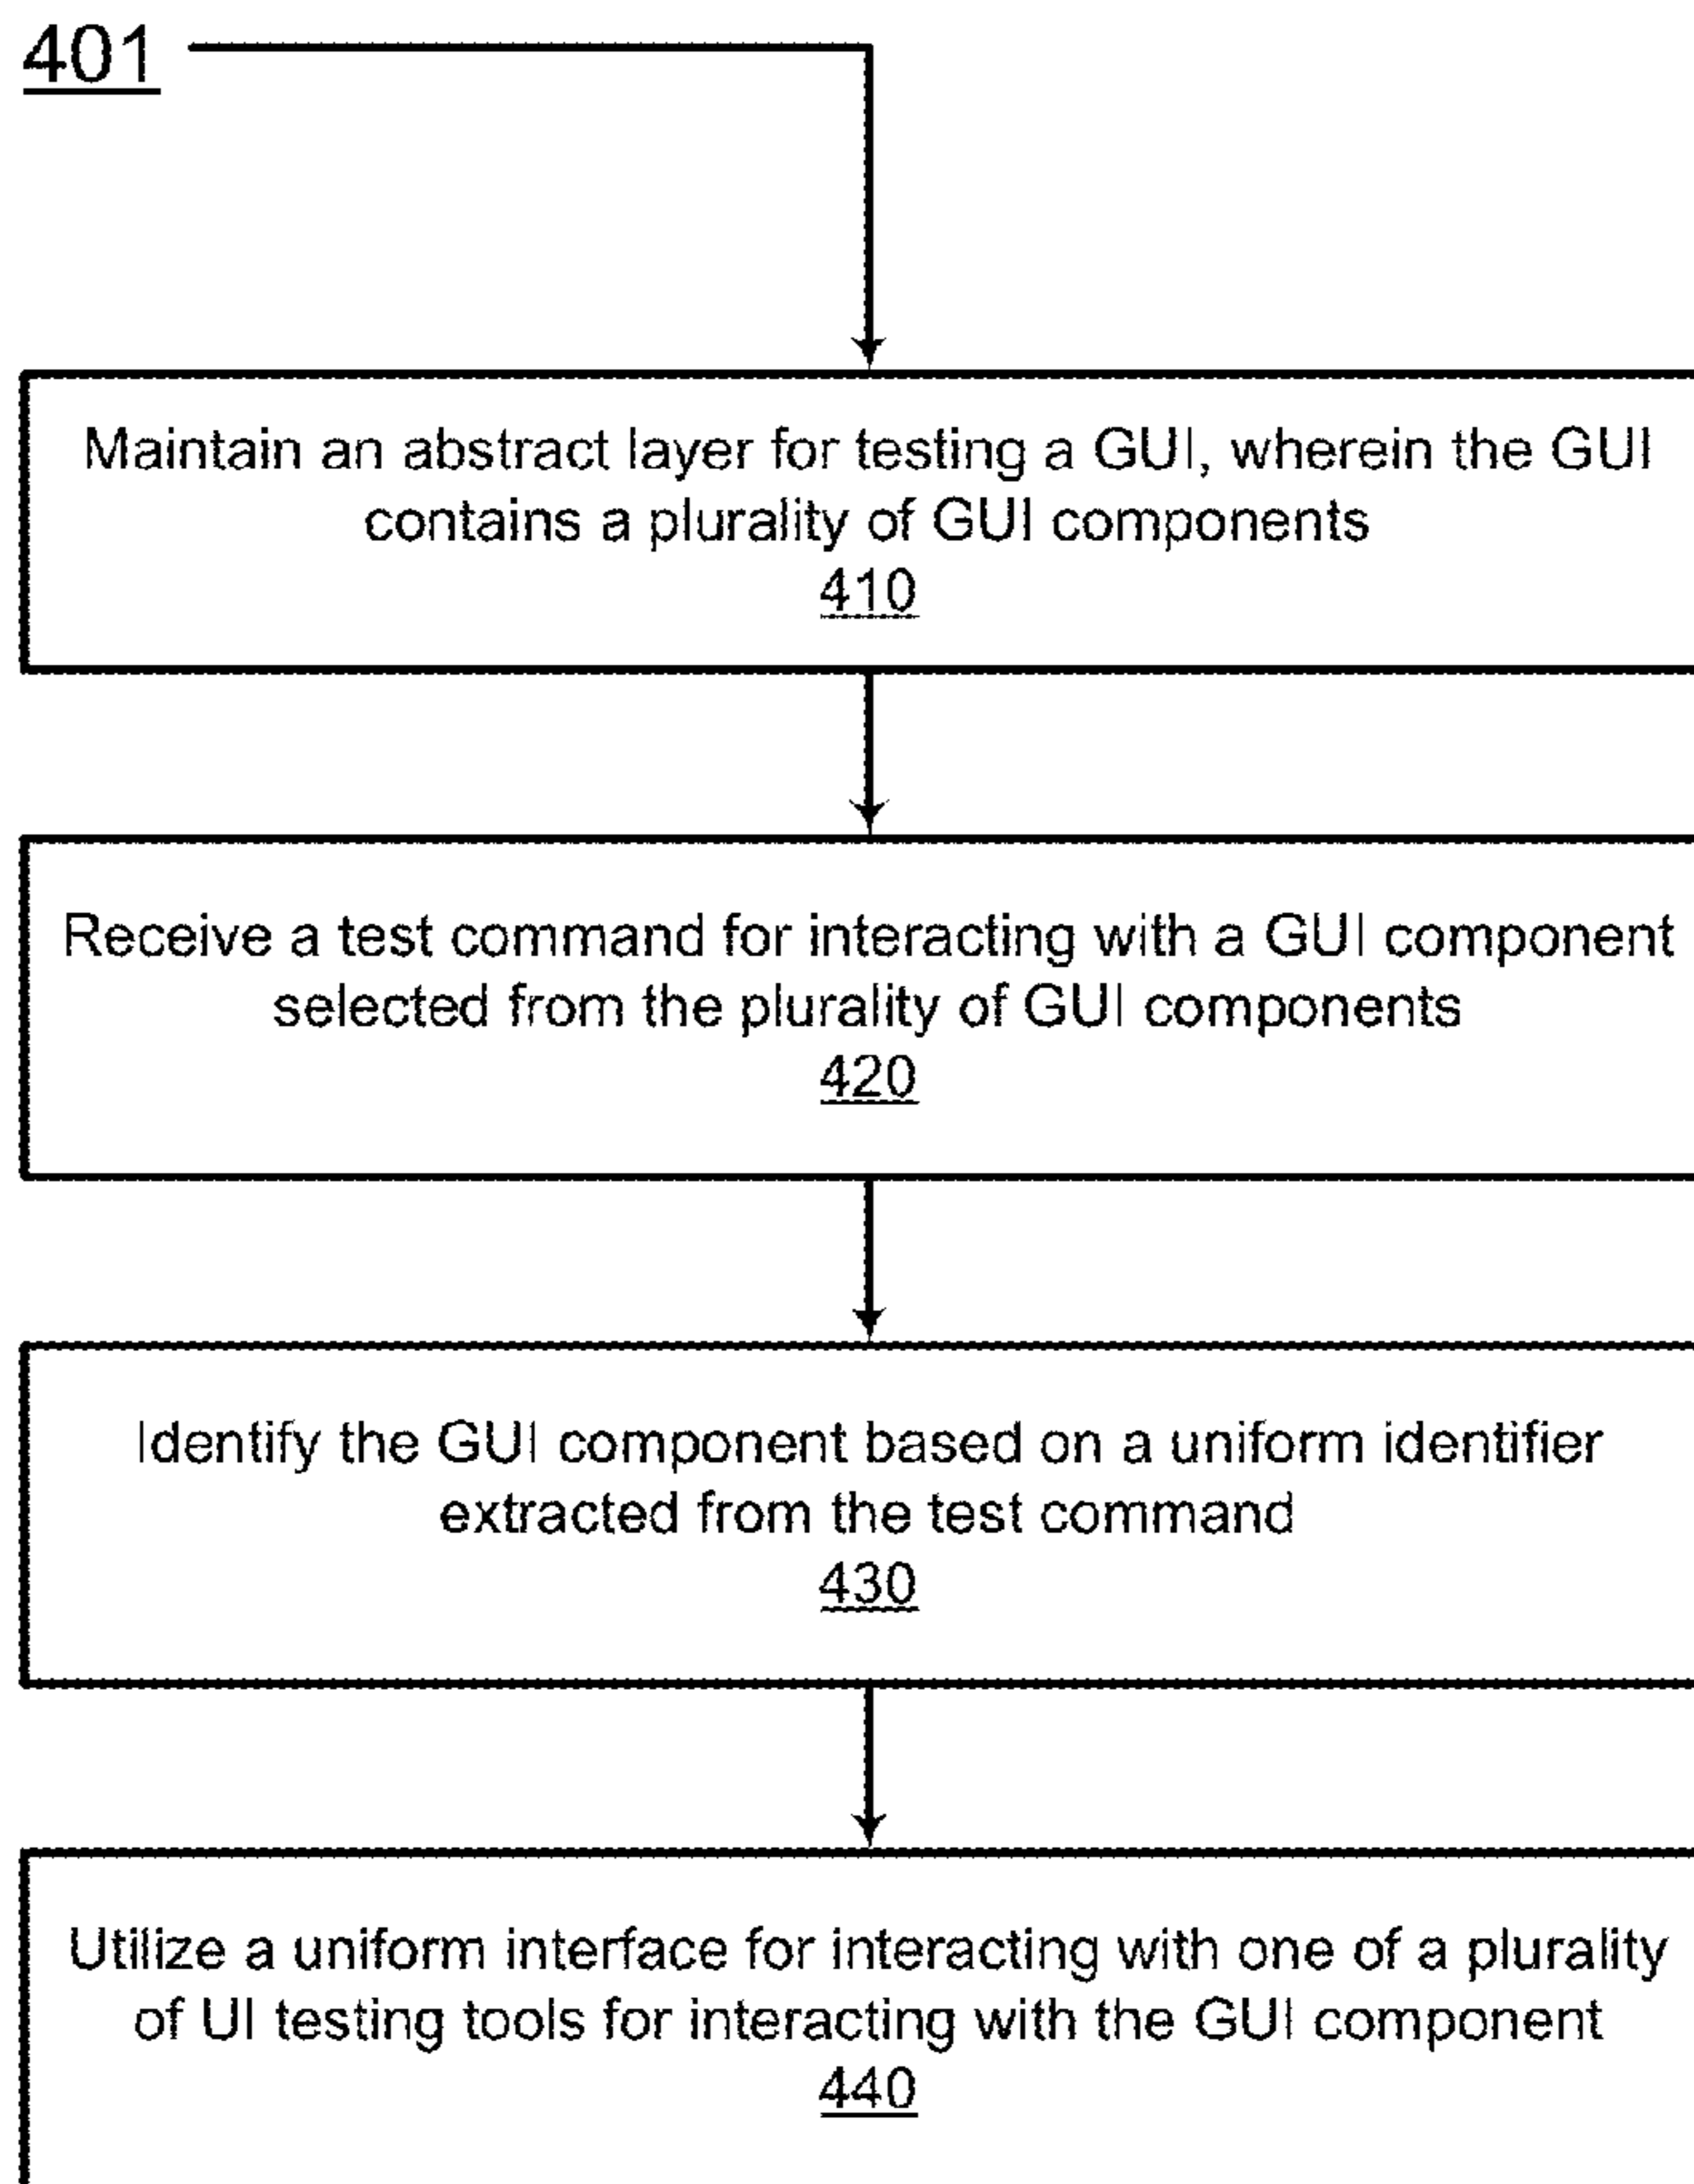 401
Maintain an abstract layer for testing a GUI, wherein the GUI
contains a plurality of GUI components
410
Receive a test command for interacting with a GUI component
selected from the plurality of GUI components
420
Identify the GUI component based on a uniform identifier
extracted from the test command
430
Utilize a uniform interface for interacting with one of a plurality
of UI testing tools for interacting with the GUI component
440